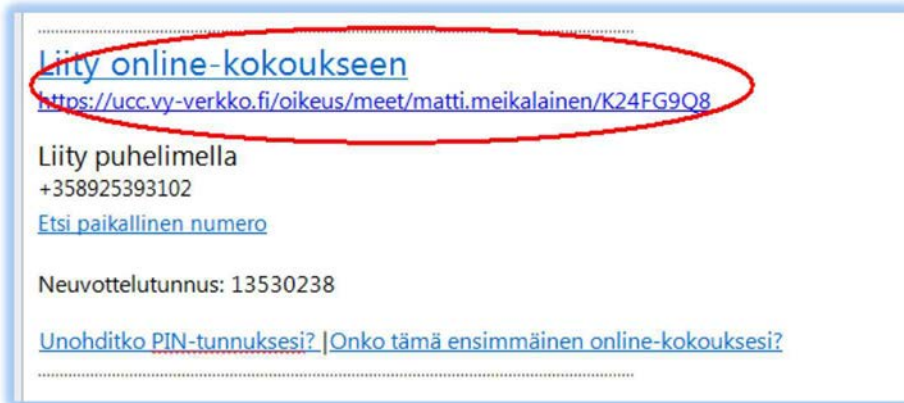 Liity online-kokoukseen
https://ucc.vy-verkko.fi/oikeus/meet/matti.meikalainen/K24FG9Q8
Liity puhelimella
+358925393102
Etsi paikallinen numero
Neuvottelutunnus: 13530238
Unohditko PIN-tunnuksesi? |Onko tämä ensimmäinen online-kokouksesi?